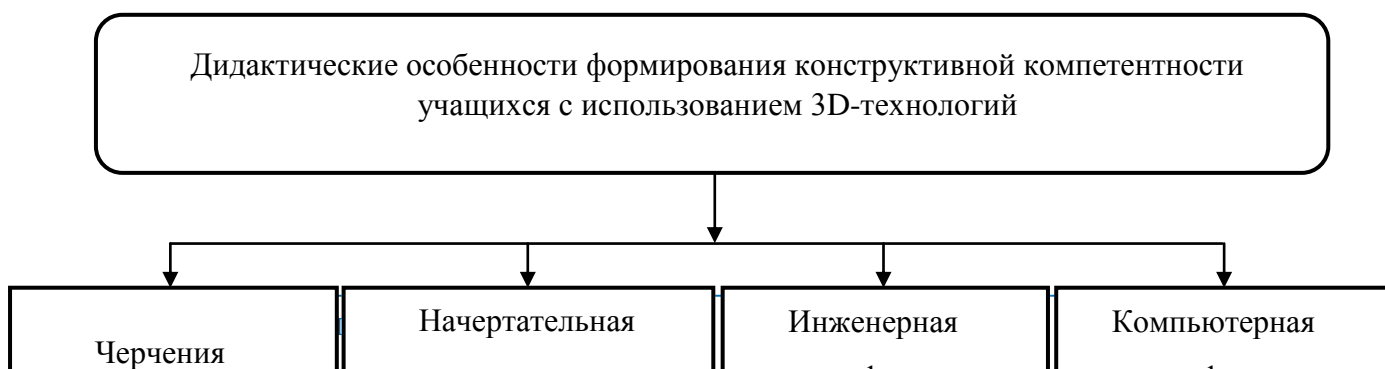 Дидактические особенности формирования конструктивной компетентности
учащихся с использованием 3D-технологий
Черчения
Начертательная
Инженерная
Компьютерная